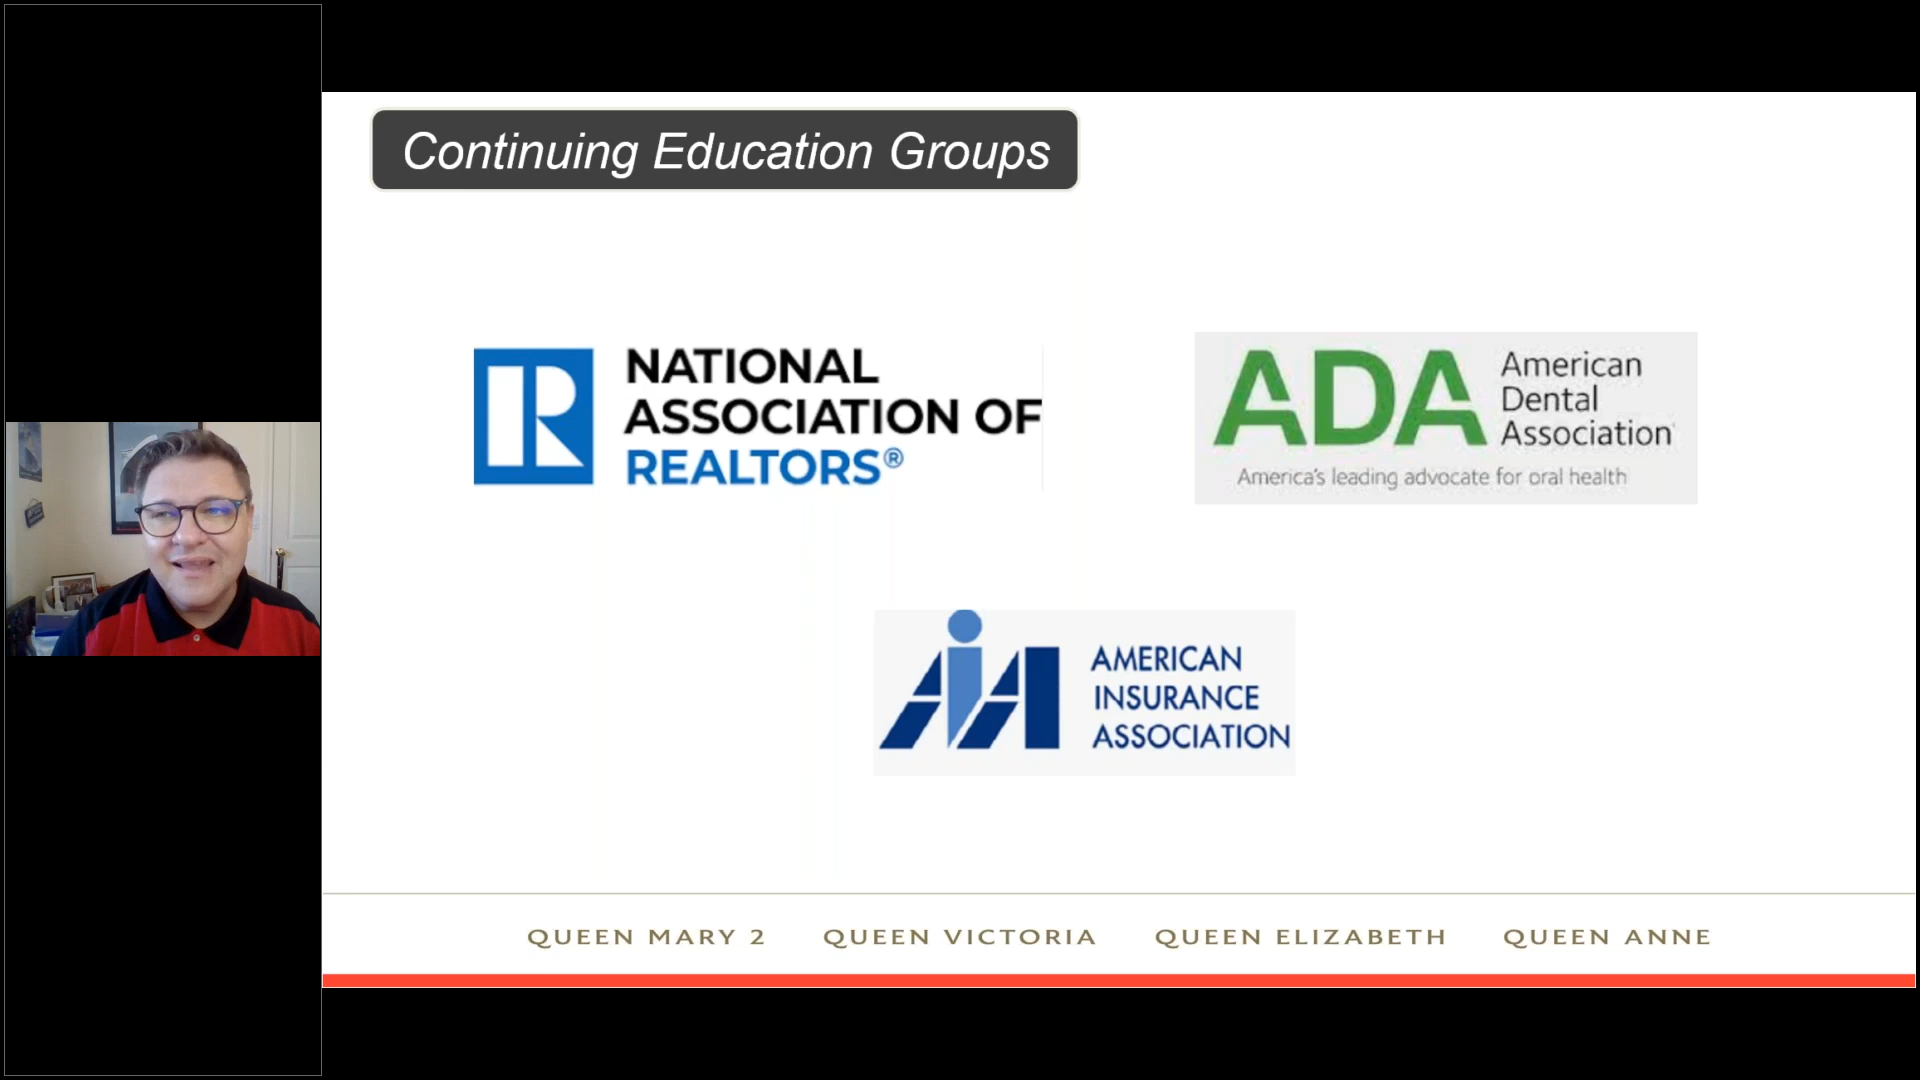 Continuing Education Groups
NATIONAL
ASSOCIATION OF
REALTORS®
ADA
American
Dental
Association
America's leading advocate for oral health
AIA
AMERICAN
INSURANCE
ASSOCIATION
QUEEN MARY 2 QUEEN VICTORIA QUEEN ELIZABETH QUEEN ANNE